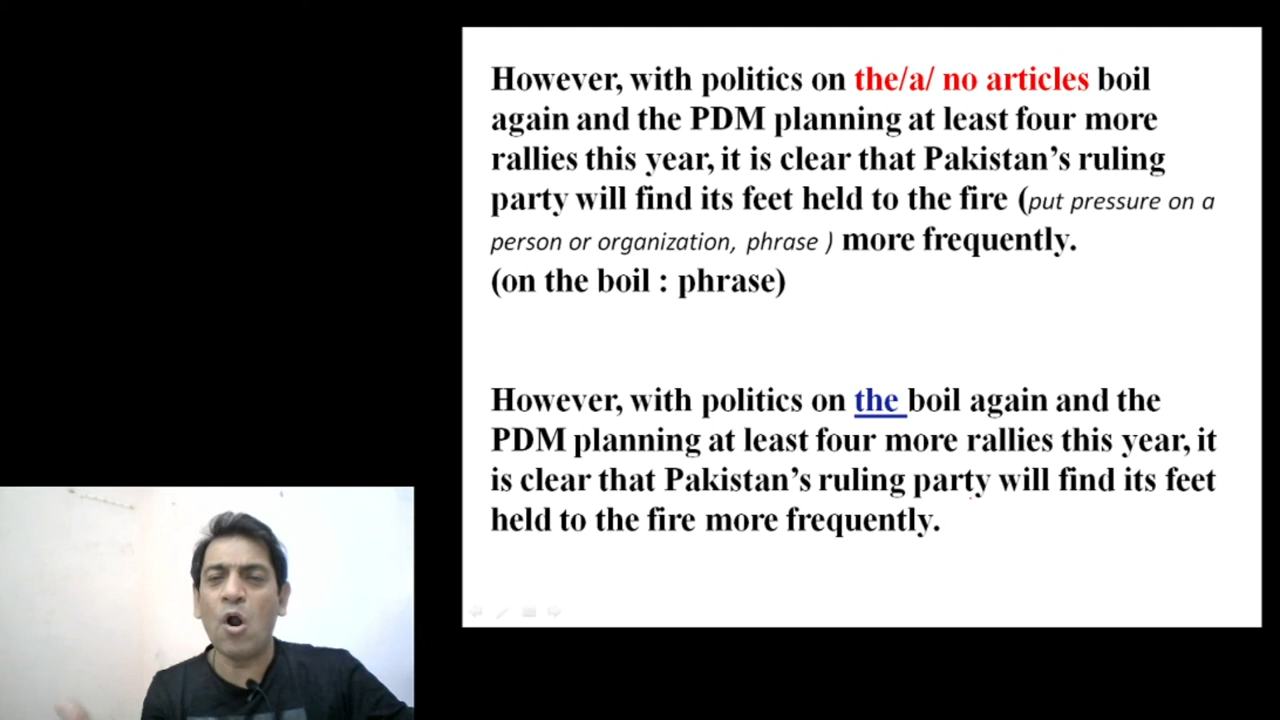 However, with politics on the/a/ no articles boil
again and the PDM planning at least four more
rallies this year, it is clear that Pakistan’s ruling
party will find its feet held to the fire (put pressure on a
person or organization, phrase ) more frequently.
(on the boil : phrase)
However, with politics on the boil again and the
PDM planning at least four more rallies this year, it
is clear that Pakistan’s ruling party will find its feet
held to the fire more frequently.